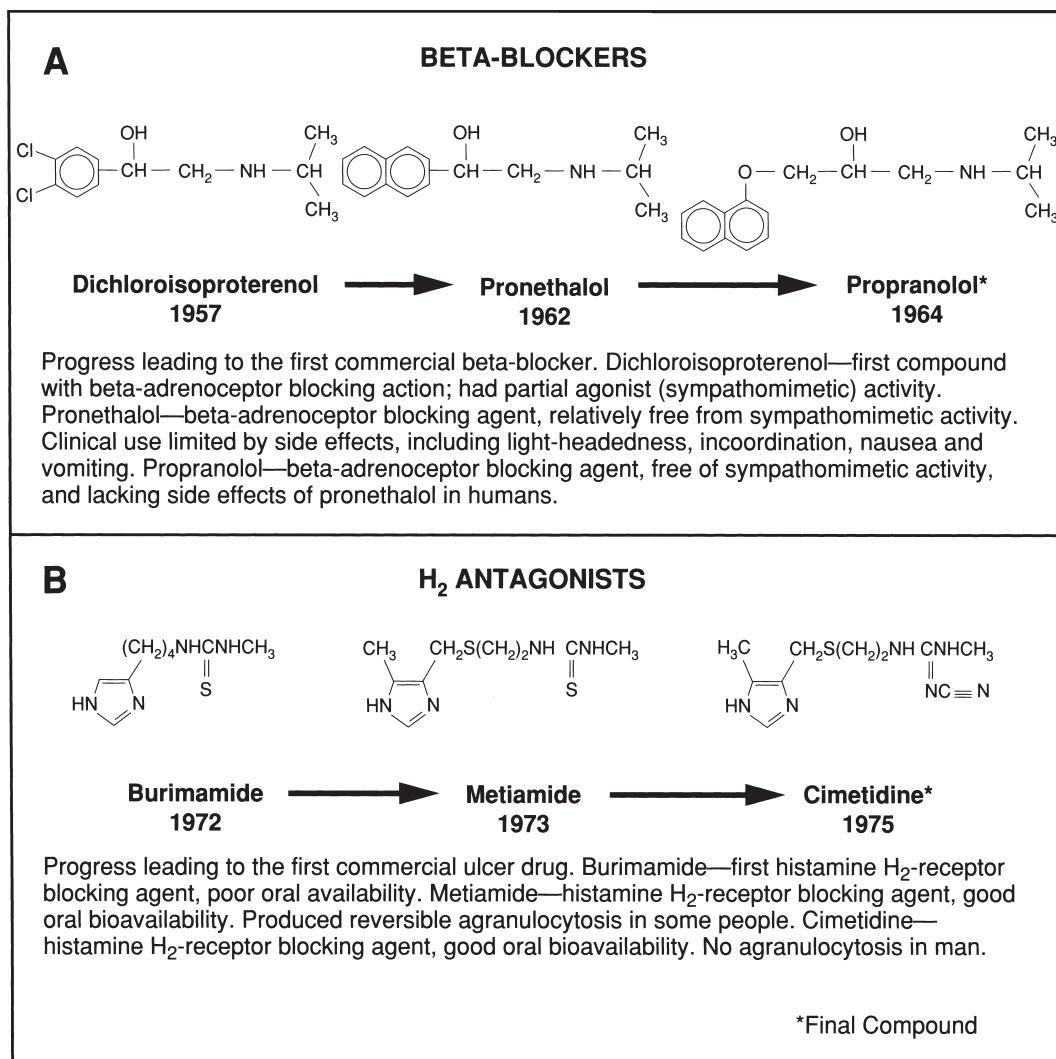 A
BETA-BLOCKERS
Cl
Cl
OH
CH — CH₂ — NH — CH
CH₃
CH₃
OH
CH — CH₂ — NH — CH
CH₃
CH₃
O — CH₂ — CH — CH₂ — NH — CH
OH
CH₃
CH₃
Dichloroisoproterenol
1957
Pronethalol
1962
Propranolol*
1964
Progress leading to the first commercial beta-blocker. Dichloroisoproterenol—first compound
with beta-adrenoceptor blocking action; had partial agonist (sympathomimetic) activity.
Pronethalol—beta-adrenoceptor blocking agent, relatively free from sympathomimetic activity.
Clinical use limited by side effects, including light-headedness, incoordination, nausea and
vomiting. Propranolol—beta-adrenoceptor blocking agent, free of sympathomimetic activity,
and lacking side effects of pronethalol in humans.
B
H₂ ANTAGONISTS
(CH₂)₄NHCNHCH₃
S
HN
N
CH₃
CH₂S(CH₂)₂NH CNHCH₃
S
HN
N
H₃C
CH₂S(CH₂)₂NH CNHCH₃
NC≡N
HN
N
Burimamide
1972
Metiamide
1973
Cimetidine*
1975
Progress leading to the first commercial ulcer drug. Burimamide—first histamine H₂-receptor
blocking agent, poor oral availability. Metiamide—histamine H₂-receptor blocking agent, good
oral bioavailability. Produced reversible agranulocytosis in some people. Cimetidine—
histamine H₂-receptor blocking agent, good oral bioavailability. No agranulocytosis in man.
*Final Compound